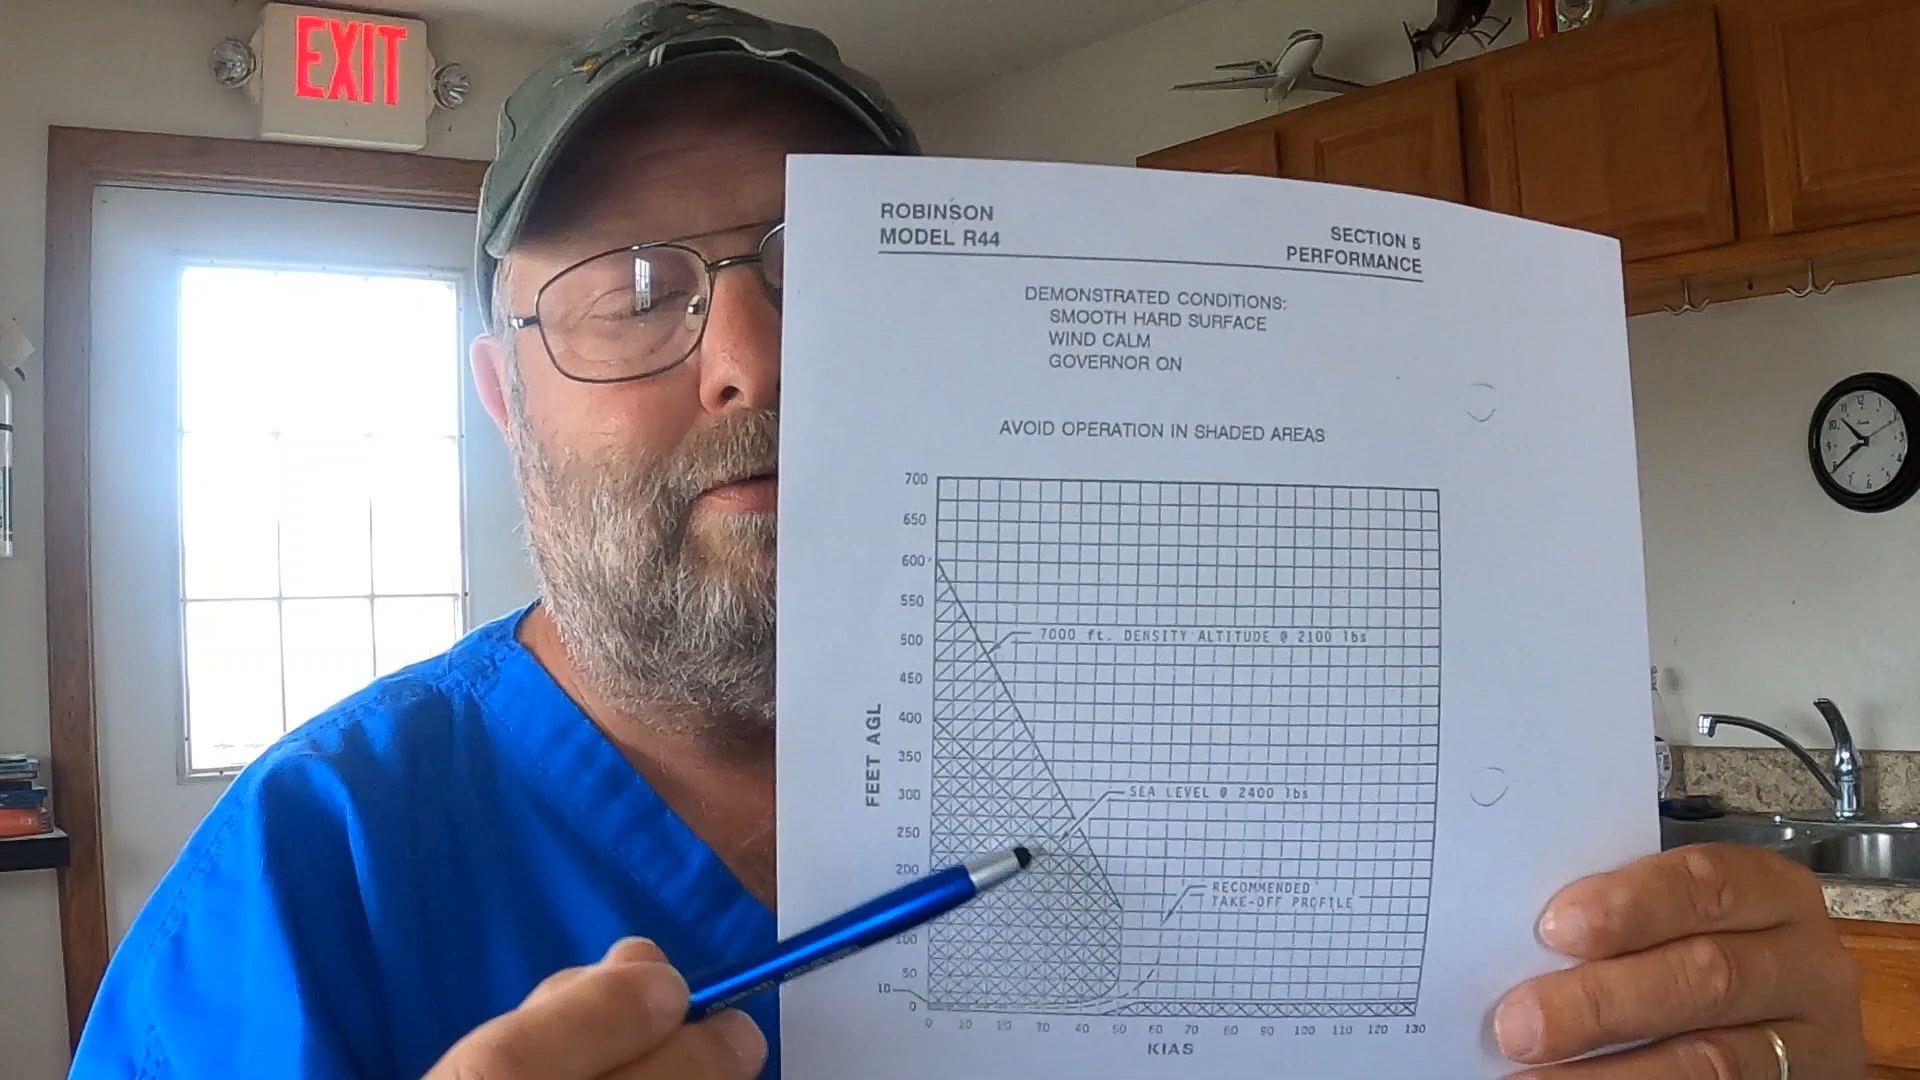 EXIT
ROBINSON
MODEL R44
SECTION 5
PERFORMANCE
DEMONSTRATED CONDITIONS:
SMOOTH HARD SURFACE
WIND CALM
GOVERNOR ON
AVOID OPERATION IN SHADED AREAS
700
650
600
550
500
450
400
350
300
250
200
100
50
10
0
FEET AGL
7000 ft. DENSITY ALTITUDE @ 2100 lbs
SEA LEVEL @ 2400 lbs
RECOMMENDED
TAKE-OFF PROFILE
0 10 20 30 40 50 60 70 80 90 100 110 120 130
KIAS